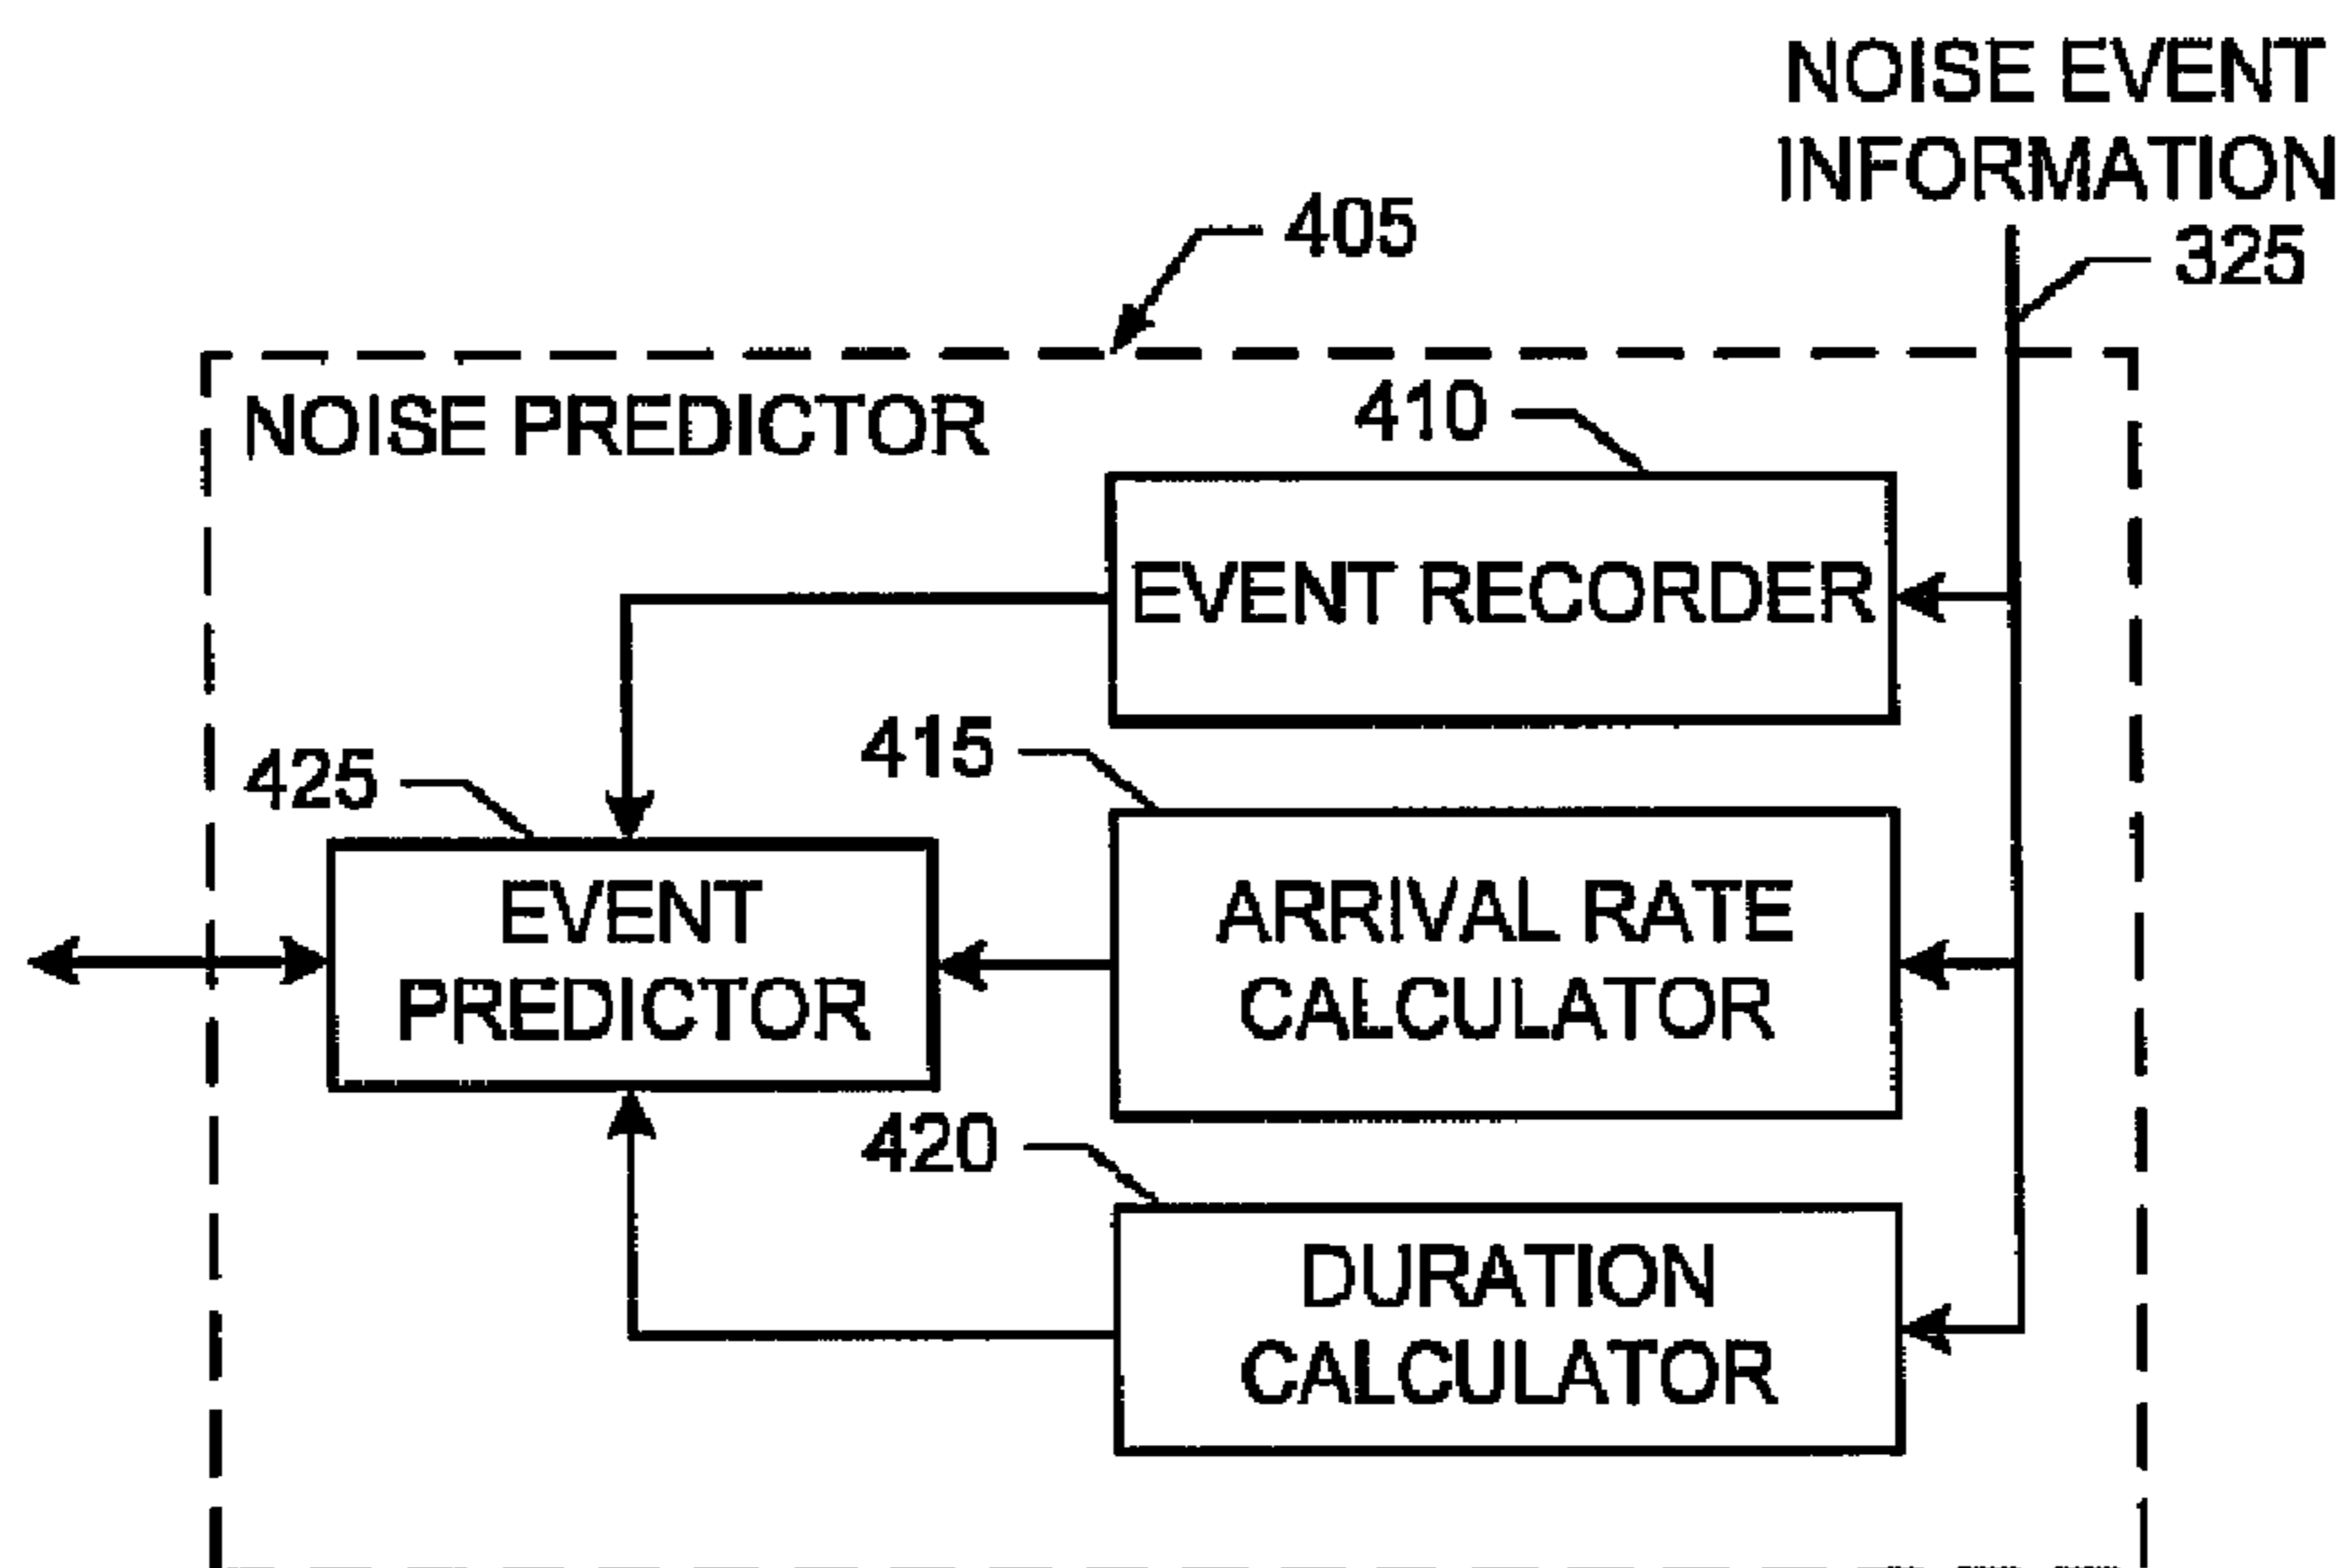 NOISE EVENT
INFORMATION
405
325
NOISE PREDICTOR
410
EVENT RECORDER
415
425
EVENT
PREDICTOR
ARRIVAL RATE
CALCULATOR
420
DURATION
CALCULATOR